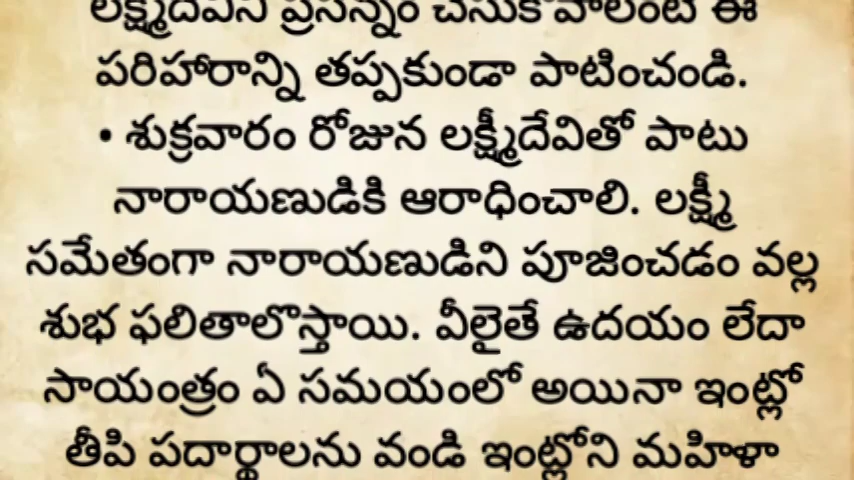 లక్ష్మీదేవిని ప్రసన్నం చేసుకోవాలంటే ఈ
పరిహారాన్ని తప్పకుండా పాటించండి.
• శుక్రవారం రోజున లక్ష్మీదేవితో పాటు
నారాయణుడికి ఆరాధించాలి. లక్ష్మీ
సమేతంగా నారాయణుడిని పూజించడం వల్ల
శుభ ఫలితాలొస్తాయి. వీలైతే ఉదయం లేదా
సాయంత్రం ఏ సమయంలో అయినా ఇంట్లో
తీపి పదార్థాలను వండి ఇంట్లోని మహిళా